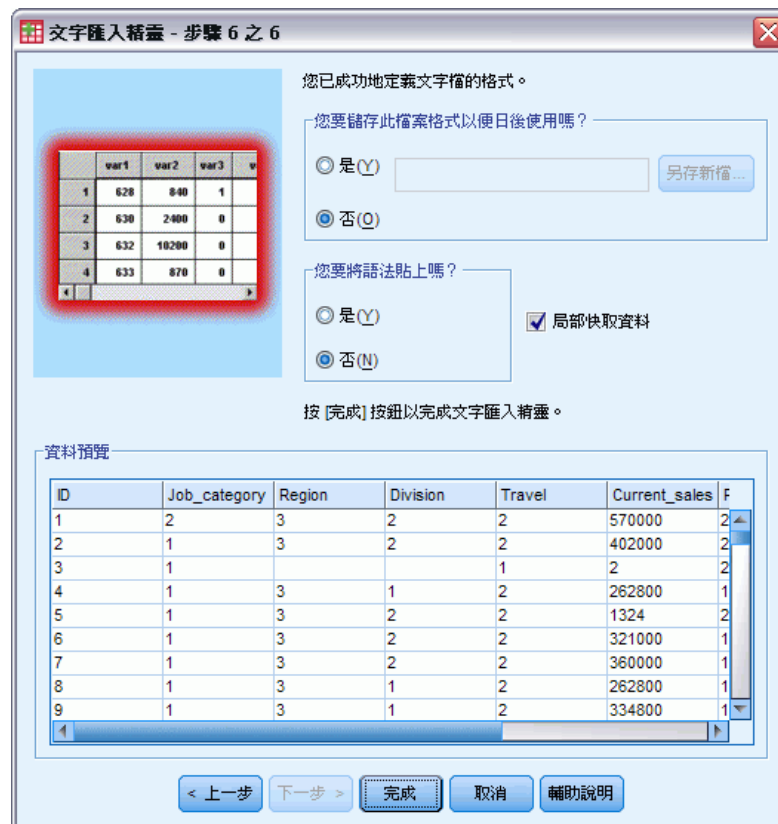 文字匯入精靈 - 步驟 6 之 6
您已成功地定義文字檔的格式。
您要儲存此檔案格式以便日後使用嗎？
是(Y)
另存新檔...
否(O)
var1 var2 var3
1 628 840 1
2 630 2400 0
3 632 10200 0
4 633 870 0
您要將語法貼上嗎？
是(Y)
局部快取資料
否(N)
按 [完成] 按鈕以完成文字匯入精靈。
資料預覽
ID Job_category Region Division Travel Current_sales
1 2 3 2 2 570000 2
2 1 3 2 2 402000 2
3 1 1 2 2
4 1 3 1 2 262800 1
5 1 3 2 2 1324 2
6 1 3 2 2 321000 1
7 1 3 2 2 360000 1
8 1 3 1 2 262800 1
9 1 3 1 2 334800 1
< 上一步 下一步 > 完成 取消 輔助說明